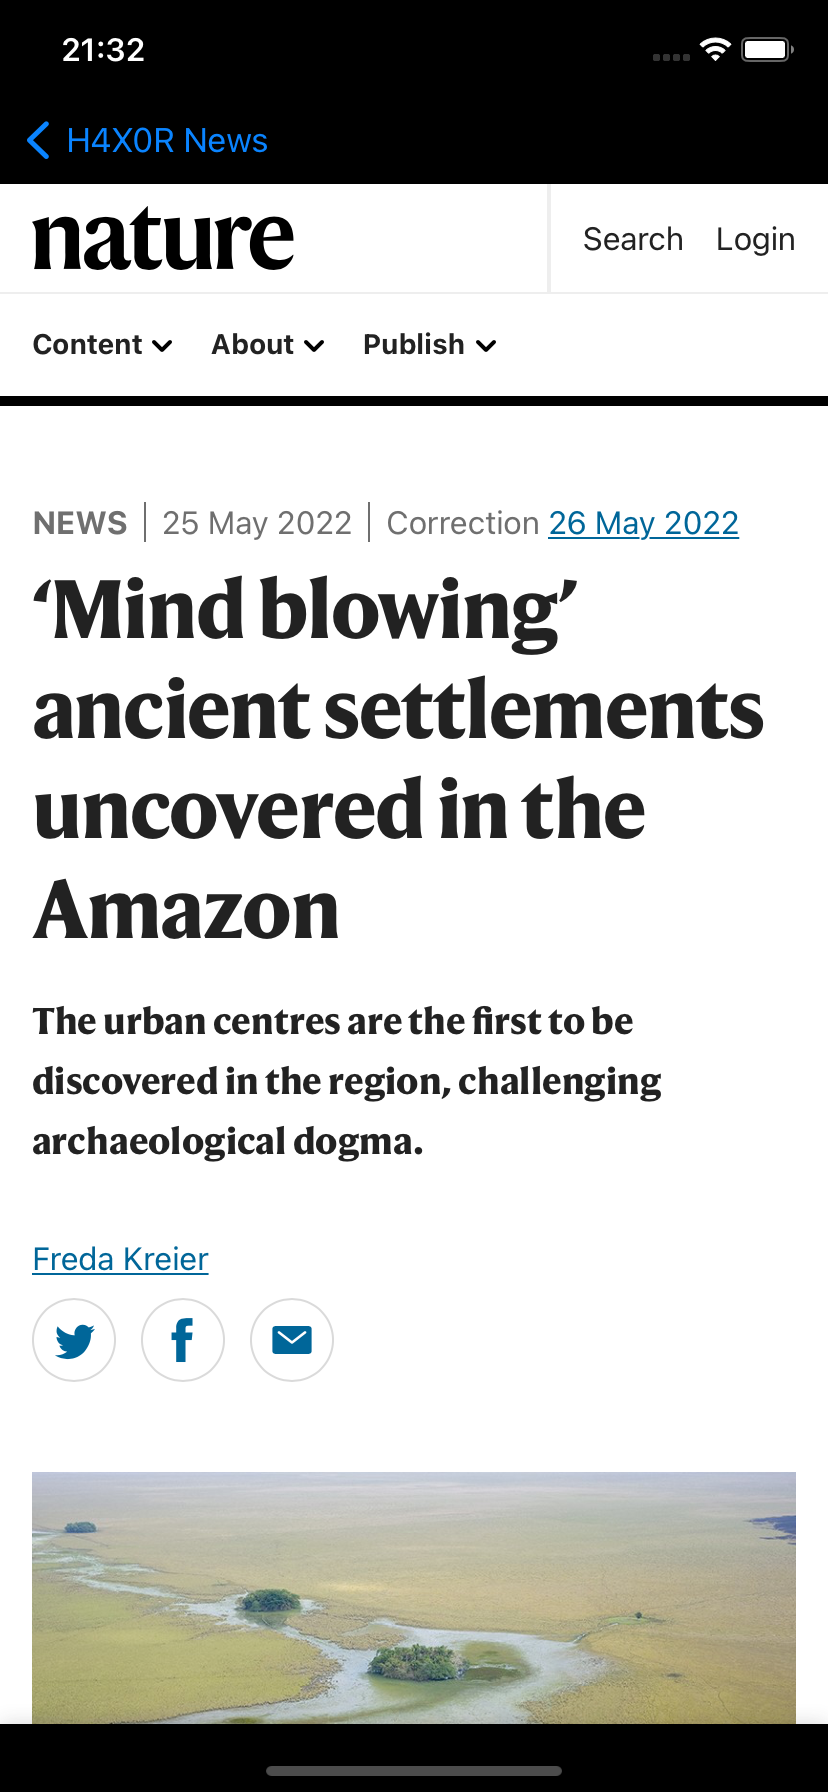 21:32
H4X0R News
nature
Search Login
Content About Publish
NEWS | 25 May 2022 | Correction 26 May 2022
‘Mind blowing’
ancient settlements
uncovered in the
Amazon
The urban centres are the first to be
discovered in the region, challenging
archaeological dogma.
Freda Kreier